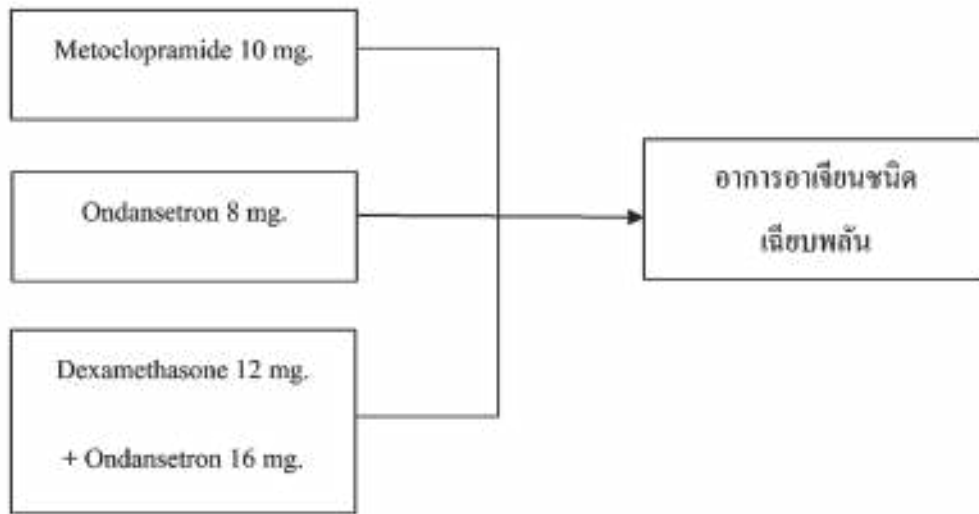 Metoclopramide 10 mg.
Ondansetron 8 mg.
Dexamethasone 12 mg.
+ Ondansetron 16 mg.
อาการอาเจียนชนิด
เฉียบพลัน